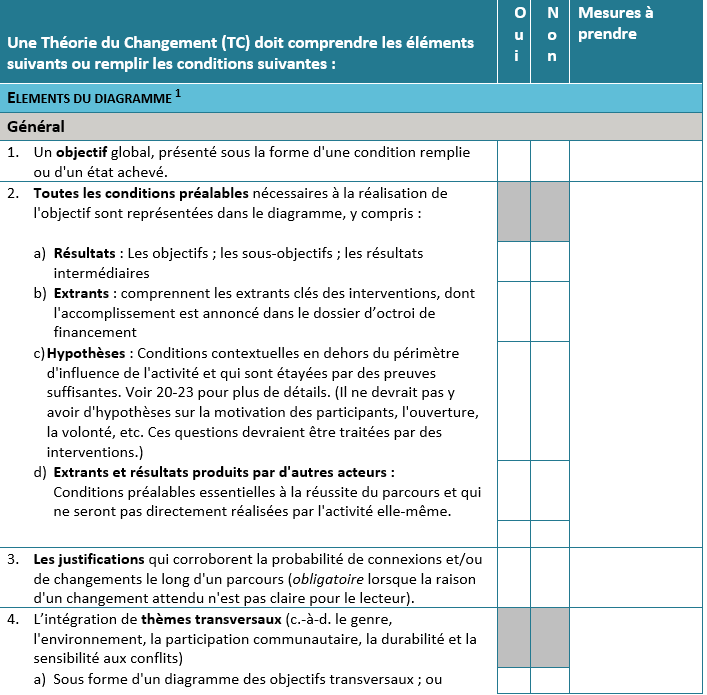 Une Théorie du Changement (TC) doit comprendre les éléments
suivants ou remplir les conditions suivantes :
O
u
i
N
o
n
Mesures à
prendre
ELEMENTS DU DIAGRAMME 1
Général
1. Un objectif global, présenté sous la forme d'une condition remplie
ou d'un état achevé.
2. Toutes les conditions préalables nécessaires à la réalisation de
l'objectif sont représentées dans le diagramme, y compris :
a) Résultats : Les objectifs ; les sous-objectifs ; les résultats
intermédiaires
b) Extrants : comprennent les extrants clés des interventions, dont
l'accomplissement est annoncé dans le dossier d’octroi de
financement
c) Hypothèses : Conditions contextuelles en dehors du périmètre
d'influence de l'activité et qui sont étayées par des preuves
suffisantes. Voir 20-23 pour plus de détails. (Il ne devrait pas y
avoir d'hypothèses sur la motivation des participants, l'ouverture,
la volonté, etc. Ces questions devraient être traitées par des
interventions.)
d) Extrants et résultats produits par d'autres acteurs :
Conditions préalables essentielles à la réussite du parcours et qui
ne seront pas directement réalisées par l'activité elle-même.
3. Les justifications qui corroborent la probabilité de connexions et/ou
de changements le long d'un parcours (obligatoire lorsque la raison
d'un changement attendu n'est pas claire pour le lecteur).
4. L’intégration de thèmes transversaux (c.-à-d. le genre,
l'environnement, la participation communautaire, la durabilité et la
sensibilité aux conflits)
a) Sous forme d'un diagramme des objectifs transversaux ; ou